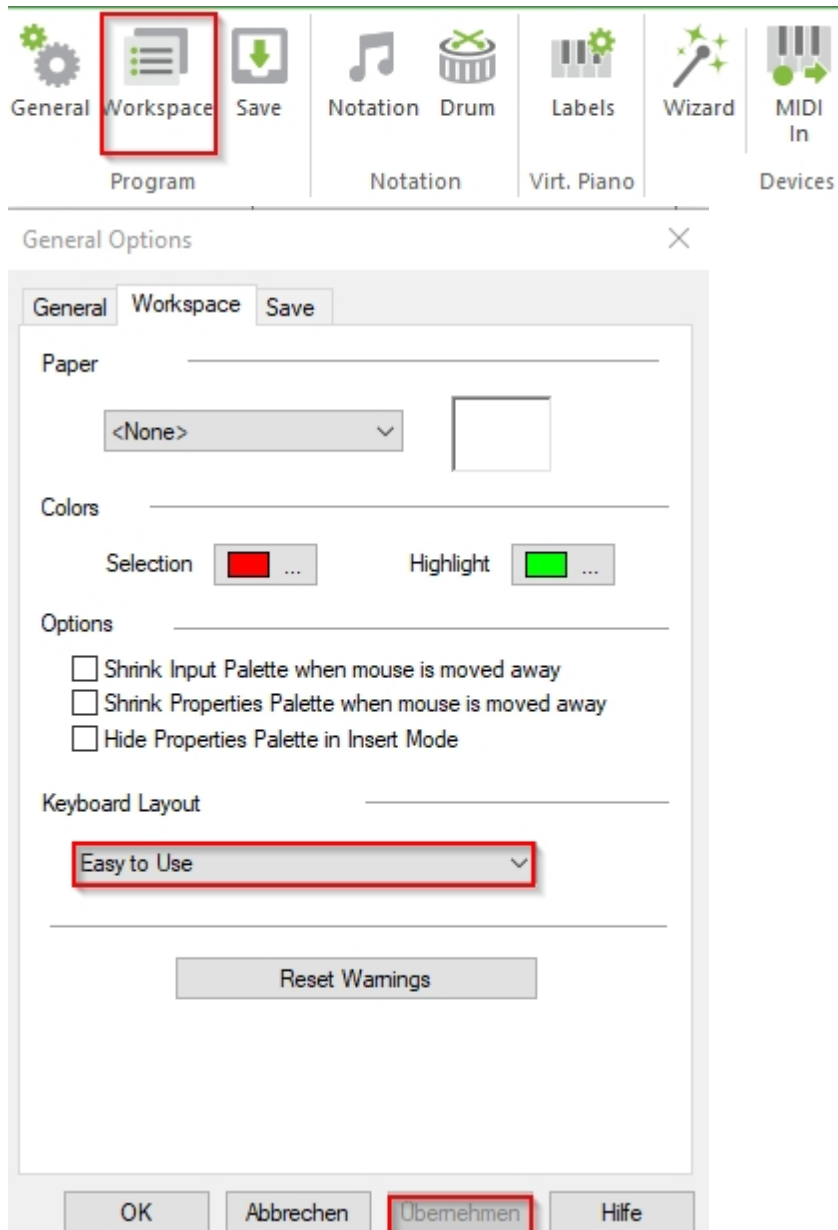 General Workspace Save Notation Drum Labels Wizard MIDI In
Program Notation Virt. Piano Devices
General Options
General Workspace Save
Paper
<None>
Colors
Selection ... Highlight ...
Options
Shrink Input Palette when mouse is moved away
Shrink Properties Palette when mouse is moved away
Hide Properties Palette in Insert Mode
Keyboard Layout
Easy to Use
Reset Warnings
OK Abbrechen Übernehmen Hilfe